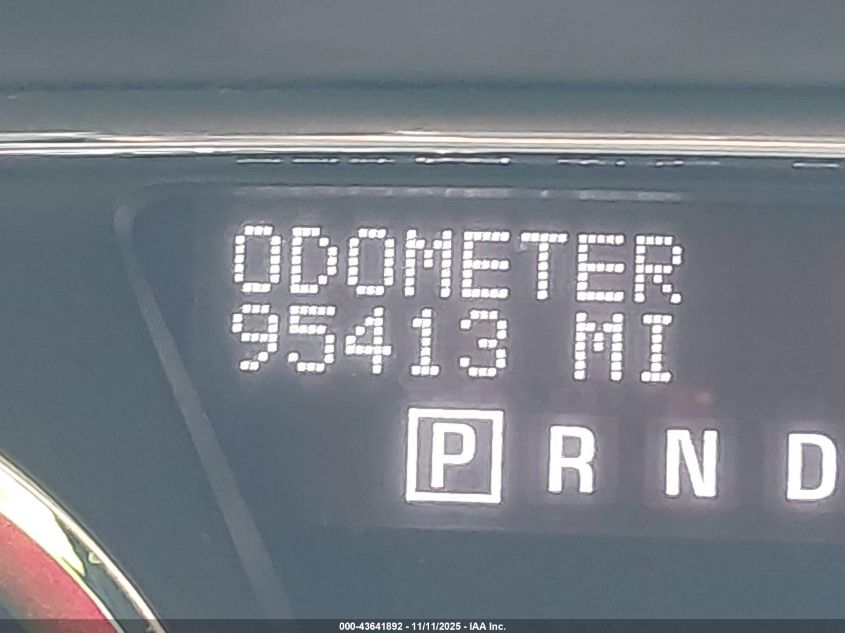 ODOMETER
95413 MI
P R N D
000-43641892 - 11/11/2025 - IAA Inc.